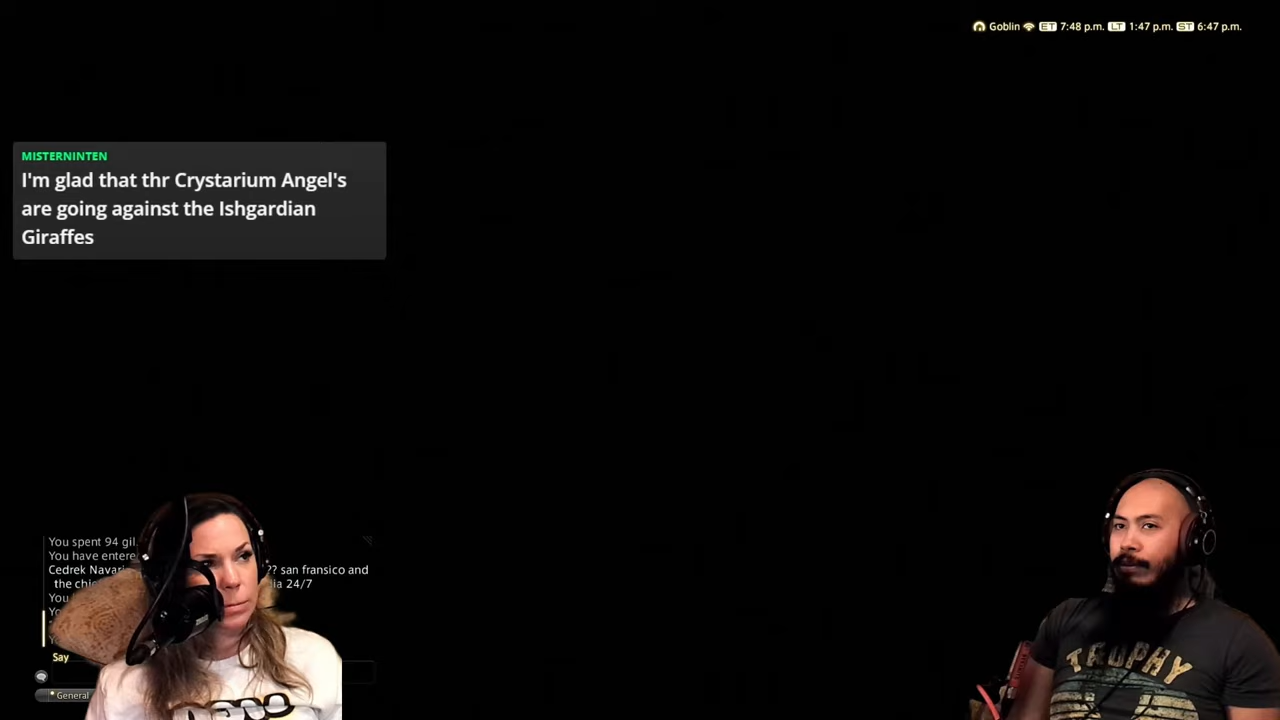 Goblin ET 7:48 p.m. LT 1:47 p.m. ST 6:47 p.m.
MISTERNINTEN
I'm glad that thr Crystarium Angel's
are going against the Ishgardian
Giraffes
You spent 94 gil
You have entere
Cedrek Navar ?? san fransico and
the chi ia 24/7
You
Say
General
TROPHY